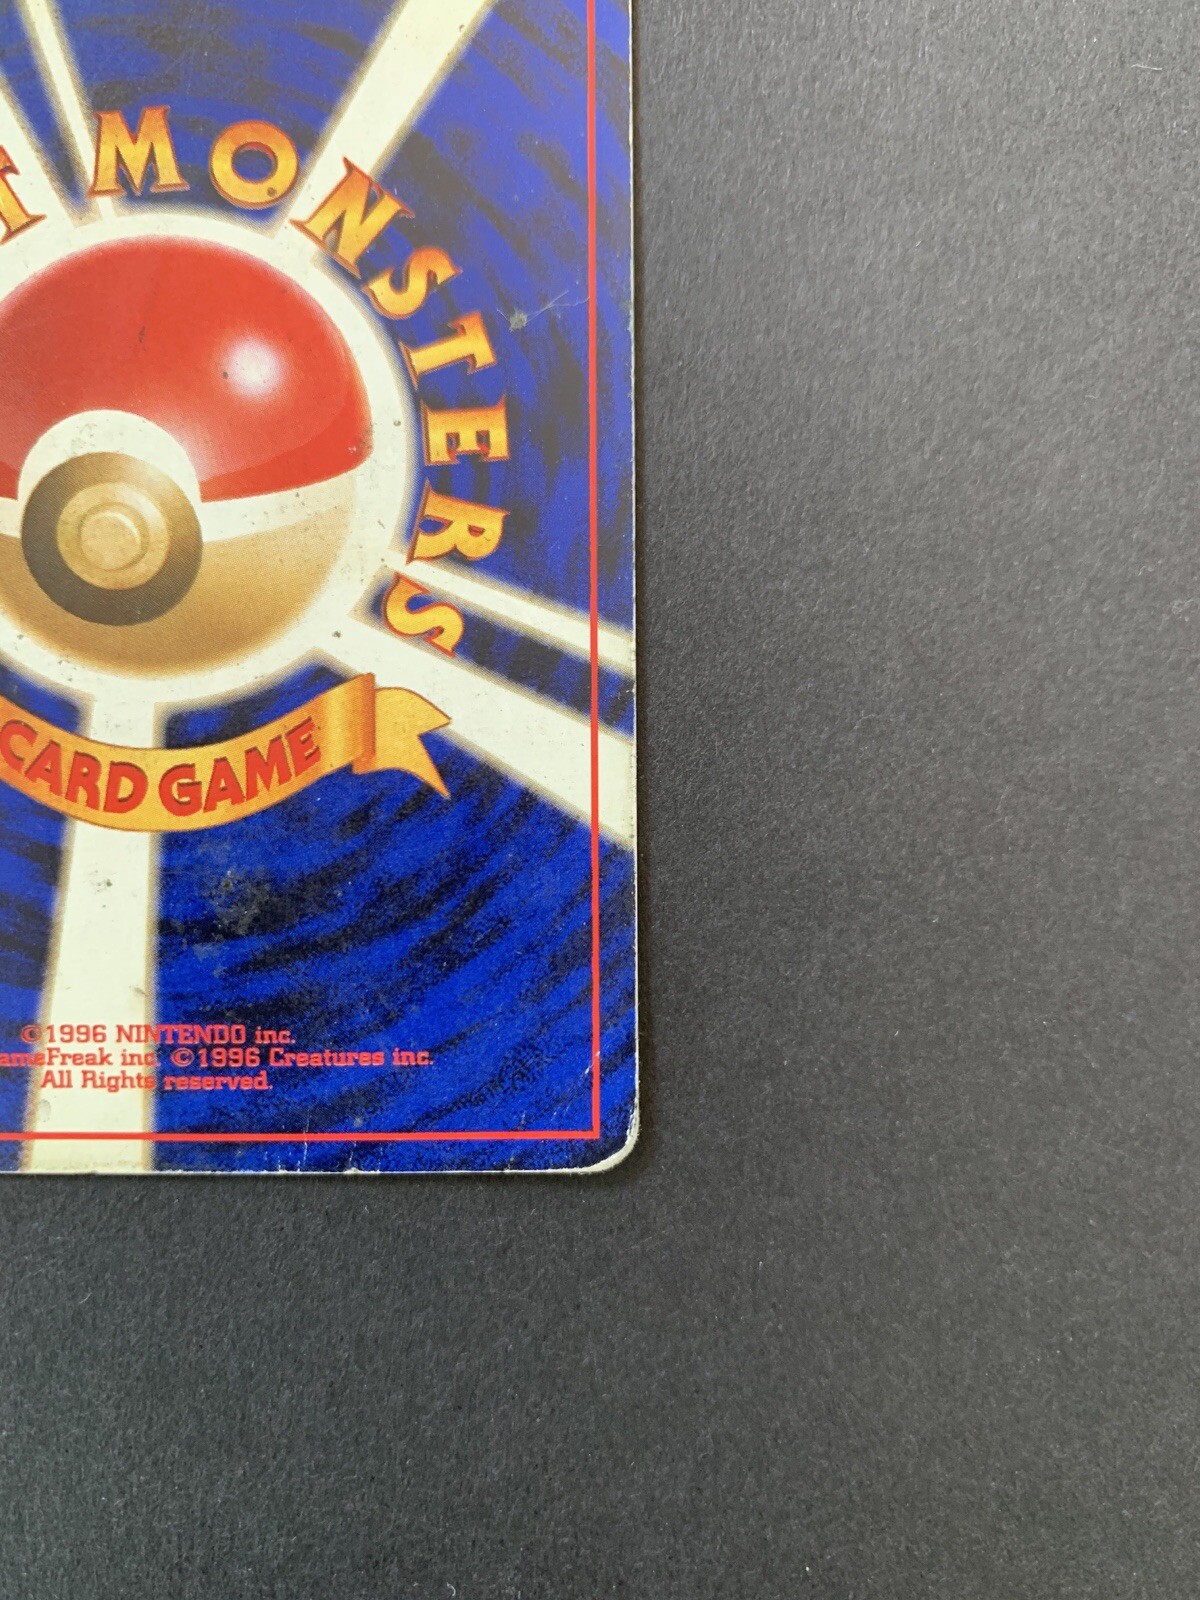 T MONSTERS
CARD GAME
©1996 NINTENDO inc.
ameFreak inc. ©1996 Creatures inc.
All Rights reserved.